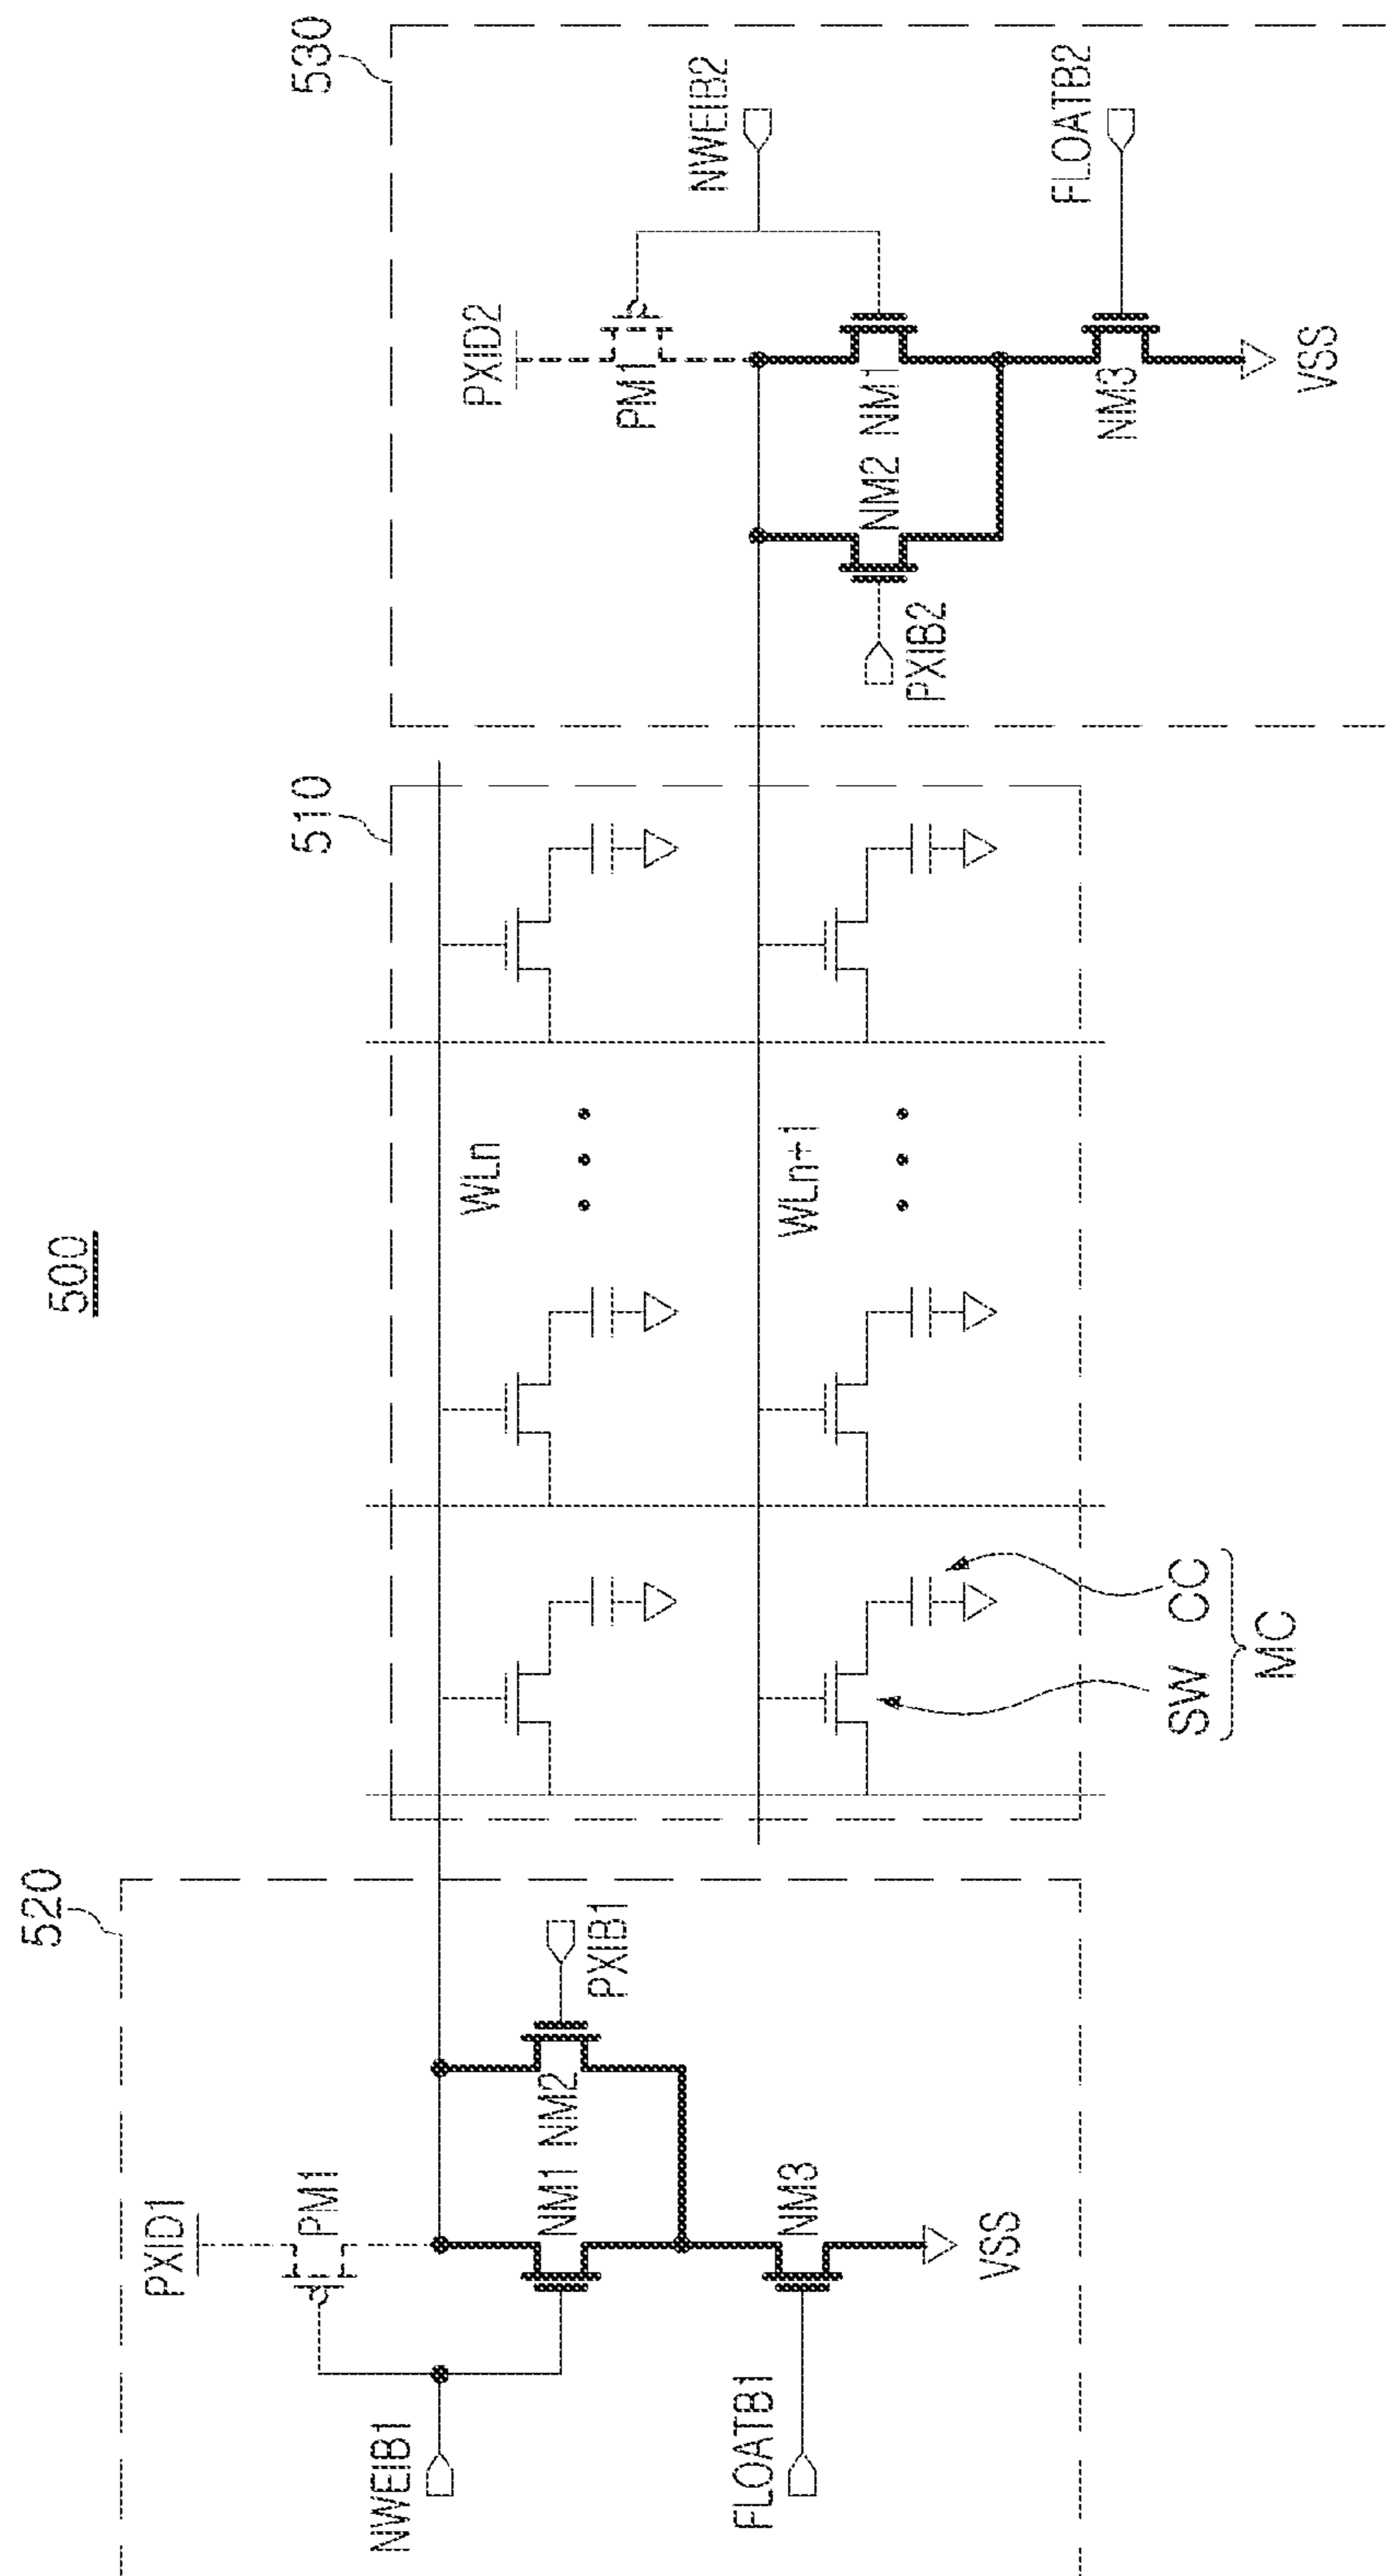 500
520
510
530
PXID1
PM1
NWEIB1
NM1 NM2
PXIB1
FLOATB1
NM3
VSS
WLn
WLn+1
SW CC
MC
PXID2
PM1
NWEIB2
NM2 NM1
PXIB2
FLOATB2
NM3
VSS